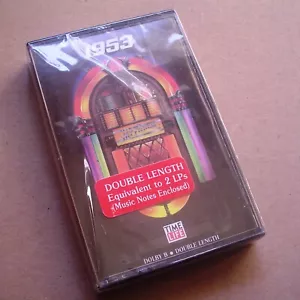 1953
DOUBLE LENGTH
Equivalent to 2 LPs
(Music Notes Enclosed)
TIME
LIFE
DOLBY B ● DOUBLE LENGTH